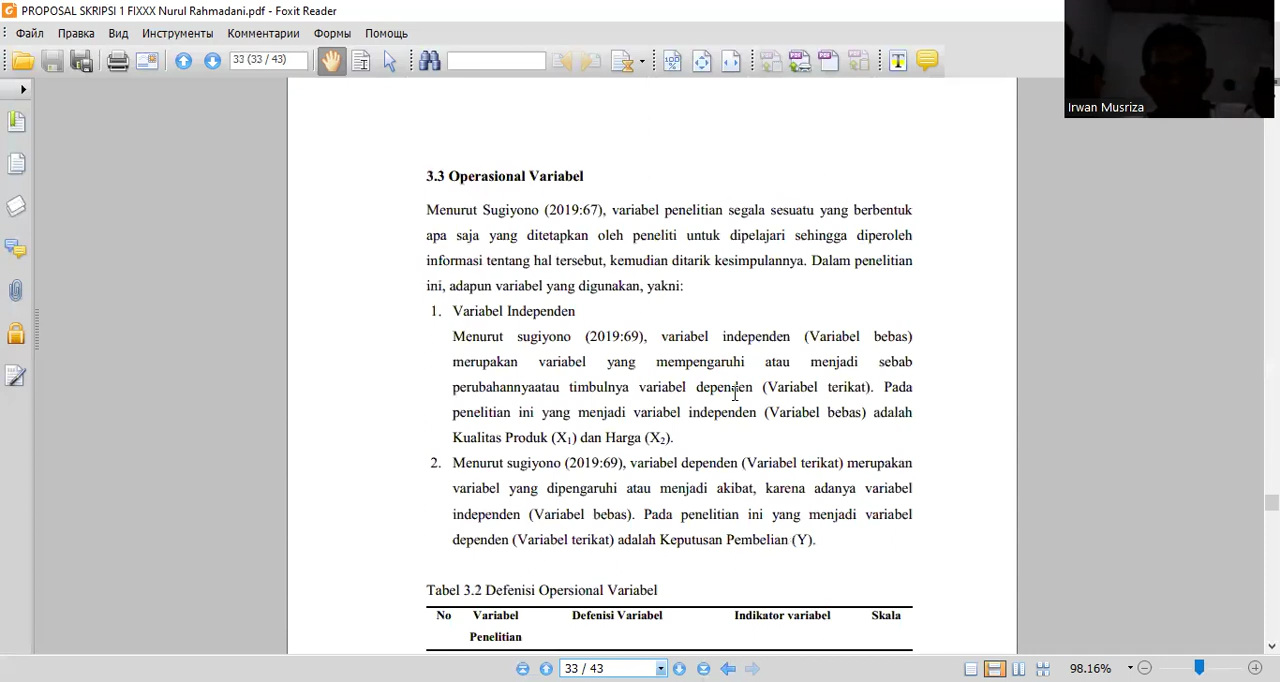 PROPOSAL SKRIPSI 1 FIXXX Nurul Rahmadani.pdf - Foxit Reader
Файл Правка Вид Инструменты Комментарии Формы Помощь
33 (33 / 43)
Irwan Musriza
3.3 Operasional Variabel
Menurut Sugiyono (2019:67), variabel penelitian segala sesuatu yang berbentuk
apa saja yang ditetapkan oleh peneliti untuk dipelajari sehingga diperoleh
informasi tentang hal tersebut, kemudian ditarik kesimpulannya. Dalam penelitian
ini, adapun variabel yang digunakan, yakni:
1. Variabel Independen
Menurut sugiyono (2019:69), variabel independen (Variabel bebas)
merupakan variabel yang mempengaruhi atau menjadi sebab
perubahannyaatau timbulnya variabel dependen (Variabel terikat). Pada
penelitian ini yang menjadi variabel independen (Variabel bebas) adalah
Kualitas Produk (X₁) dan Harga (X₂).
2. Menurut sugiyono (2019:69), variabel dependen (Variabel terikat) merupakan
variabel yang dipengaruhi atau menjadi akibat, karena adanya variabel
independen (Variabel bebas). Pada penelitian ini yang menjadi variabel
dependen (Variabel terikat) adalah Keputusan Pembelian (Y).
Tabel 3.2 Defenisi Opersional Variabel
No Variabel Defenisi Variabel Indikator variabel Skala
Penelitian
33 / 43
98.16%